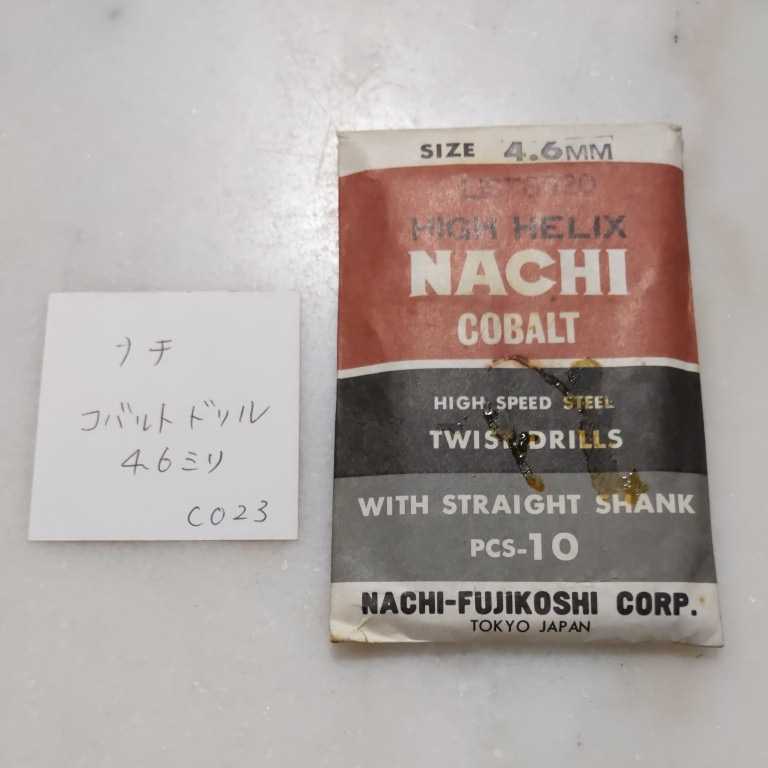 ナチ
コバルトドリル
4.6ミリ
C023
SIZE 4.6MM
HIGH HELIX
NACHI
COBALT
HIGH SPEED STEEL
TWIST DRILLS
WITH STRAIGHT SHANK
PCS-10
NACHI-FUJIKOSHI CORP.
TOKYO JAPAN